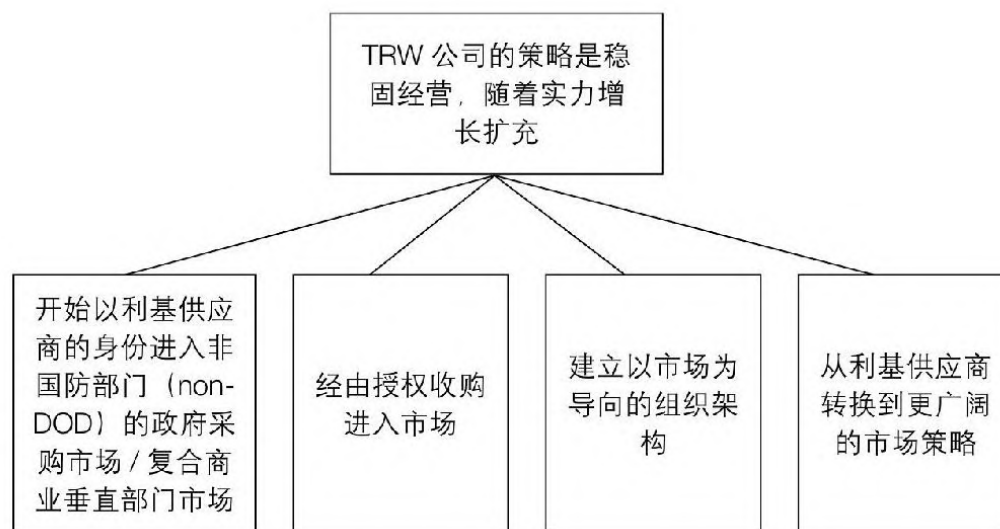 TRW 公司的策略是稳
固经营，随着实力增
长扩充
开始以利基供应
商的身份进入非
国防部门（non-
DOD）的政府采
购市场 / 复合商
业垂直部门市场
经由授权收购
进入市场
建立以市场为
导向的组织架
构
从利基供应商
转换到更广阔
的市场策略